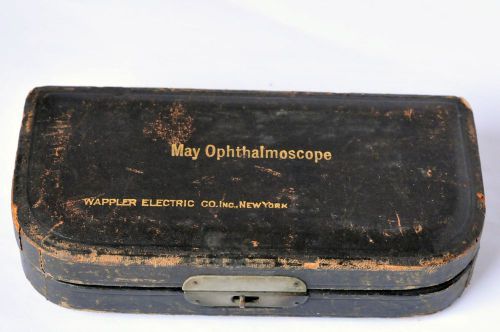 May Ophthalmoscope
WAPPLER ELECTRIC CO. INC., NEW YORK